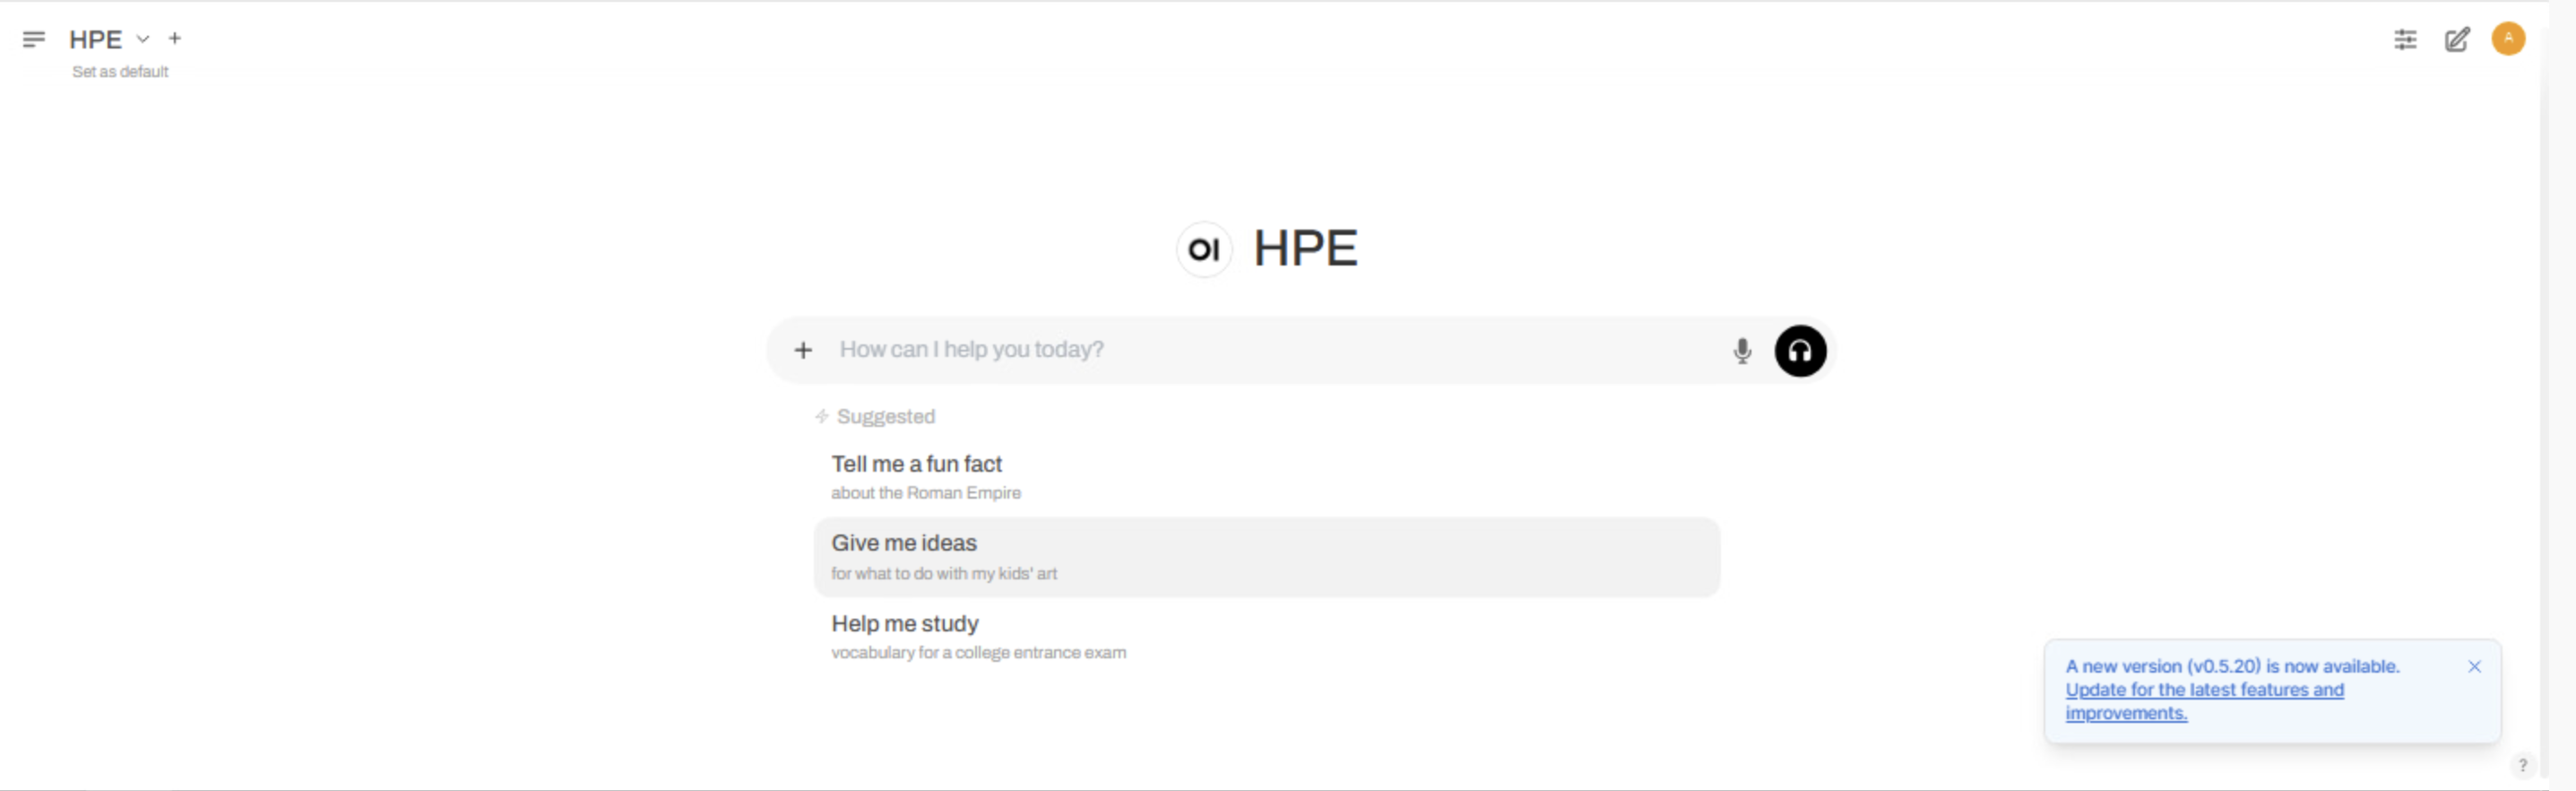 HPE
Set as default
A
OI HPE
How can I help you today?
Suggested
Tell me a fun fact
about the Roman Empire
Give me ideas
for what to do with my kids' art
Help me study
vocabulary for a college entrance exam
A new version (v0.5.20) is now available.
Update for the latest features and
improvements.
?